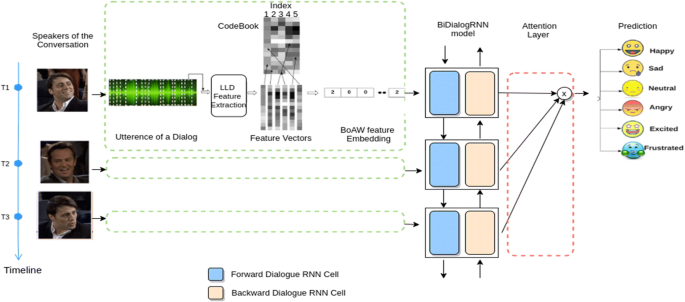 Speakers of the
Conversation
Index
1 2 3 4 5
CodeBook
BiDialogRNN
model
Attention
Layer
Prediction
T1
LLD
Feature
Extraction
2 0 0 2
x
Happy
Sad
Neutral
Angry
Excited
Frustrated
Utterence of a Dialog
Feature Vectors
BoAW feature
Embedding
T2
T3
Timeline
Forward Dialogue RNN Cell
Backward Dialogue RNN Cell